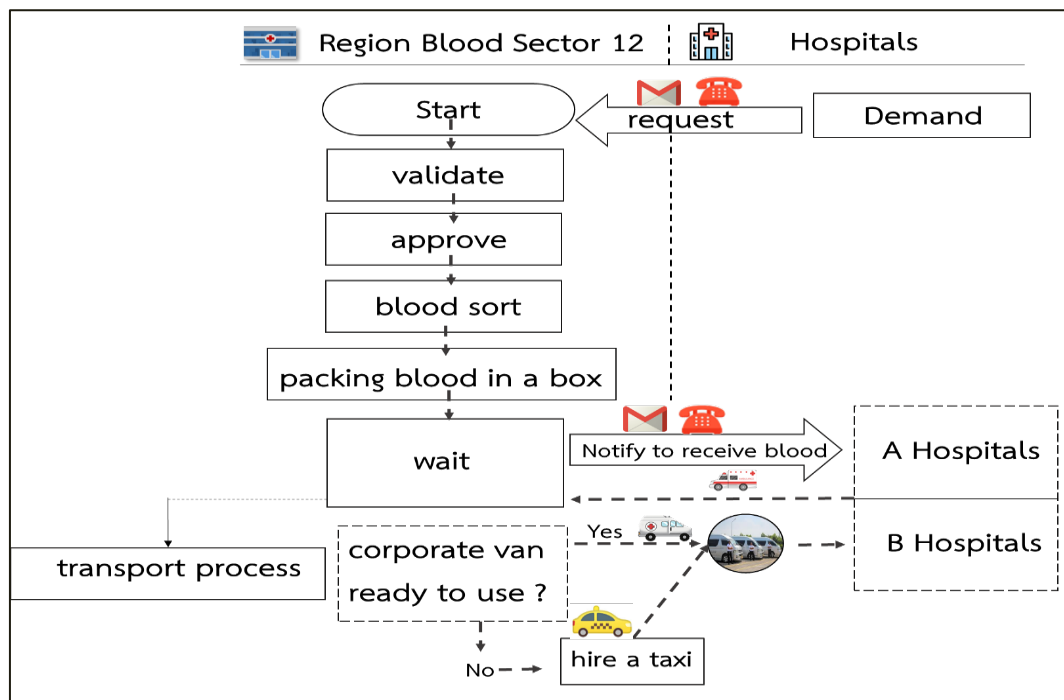 Region Blood Sector 12
Hospitals
Start
request
Demand
validate
approve
blood sort
packing blood in a box
wait
Notify to receive blood
A Hospitals
B Hospitals
transport process
corporate van
ready to use ?
Yes
No
hire a taxi